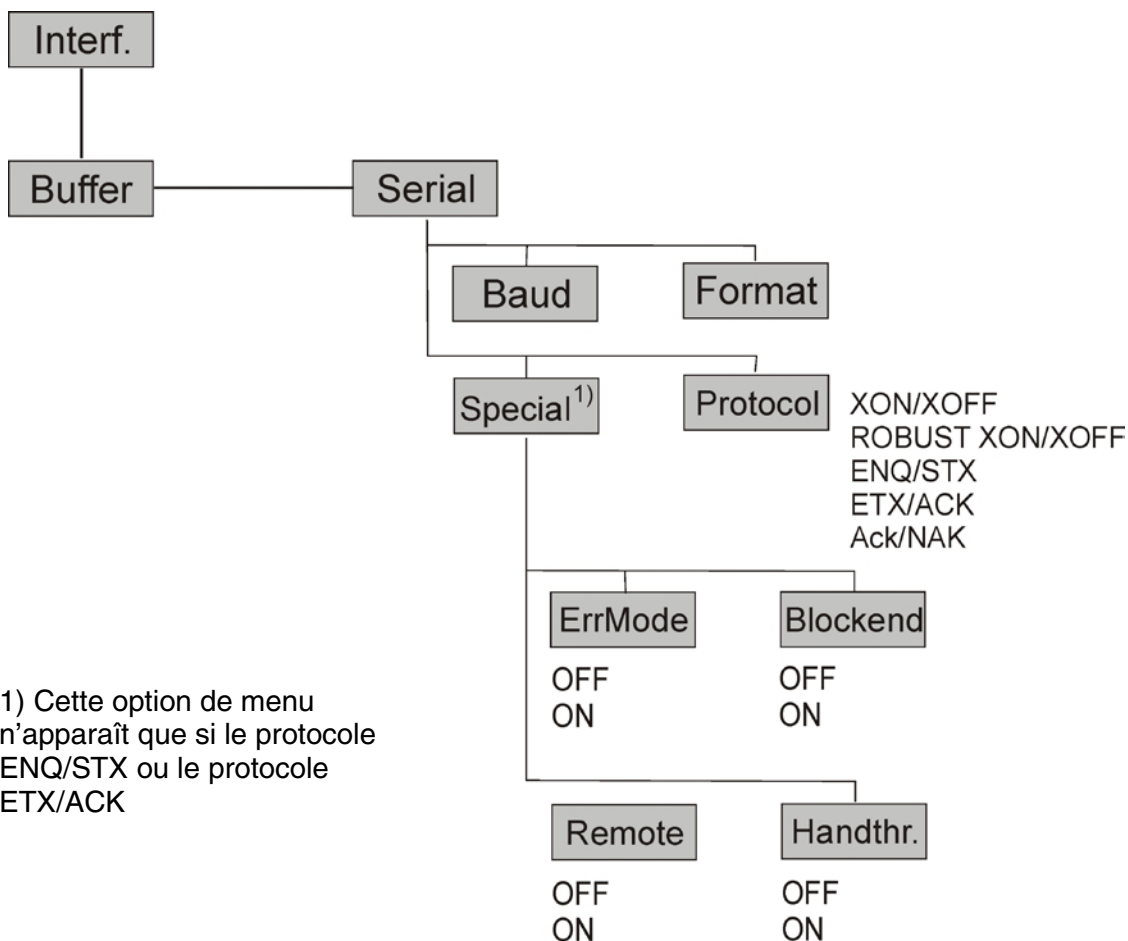 Interf.
Buffer
Serial
Baud
Format
Special1)
Protocol
XON/XOFF
ROBUST XON/XOFF
ENQ/STX
ETX/ACK
Ack/NAK
ErrMode
Blockend
OFF
ON
OFF
ON
1) Cette option de menu
n'apparaît que si le protocole
ENQ/STX ou le protocole
ETX/ACK
Remote
Handthr.
OFF
ON
OFF
ON